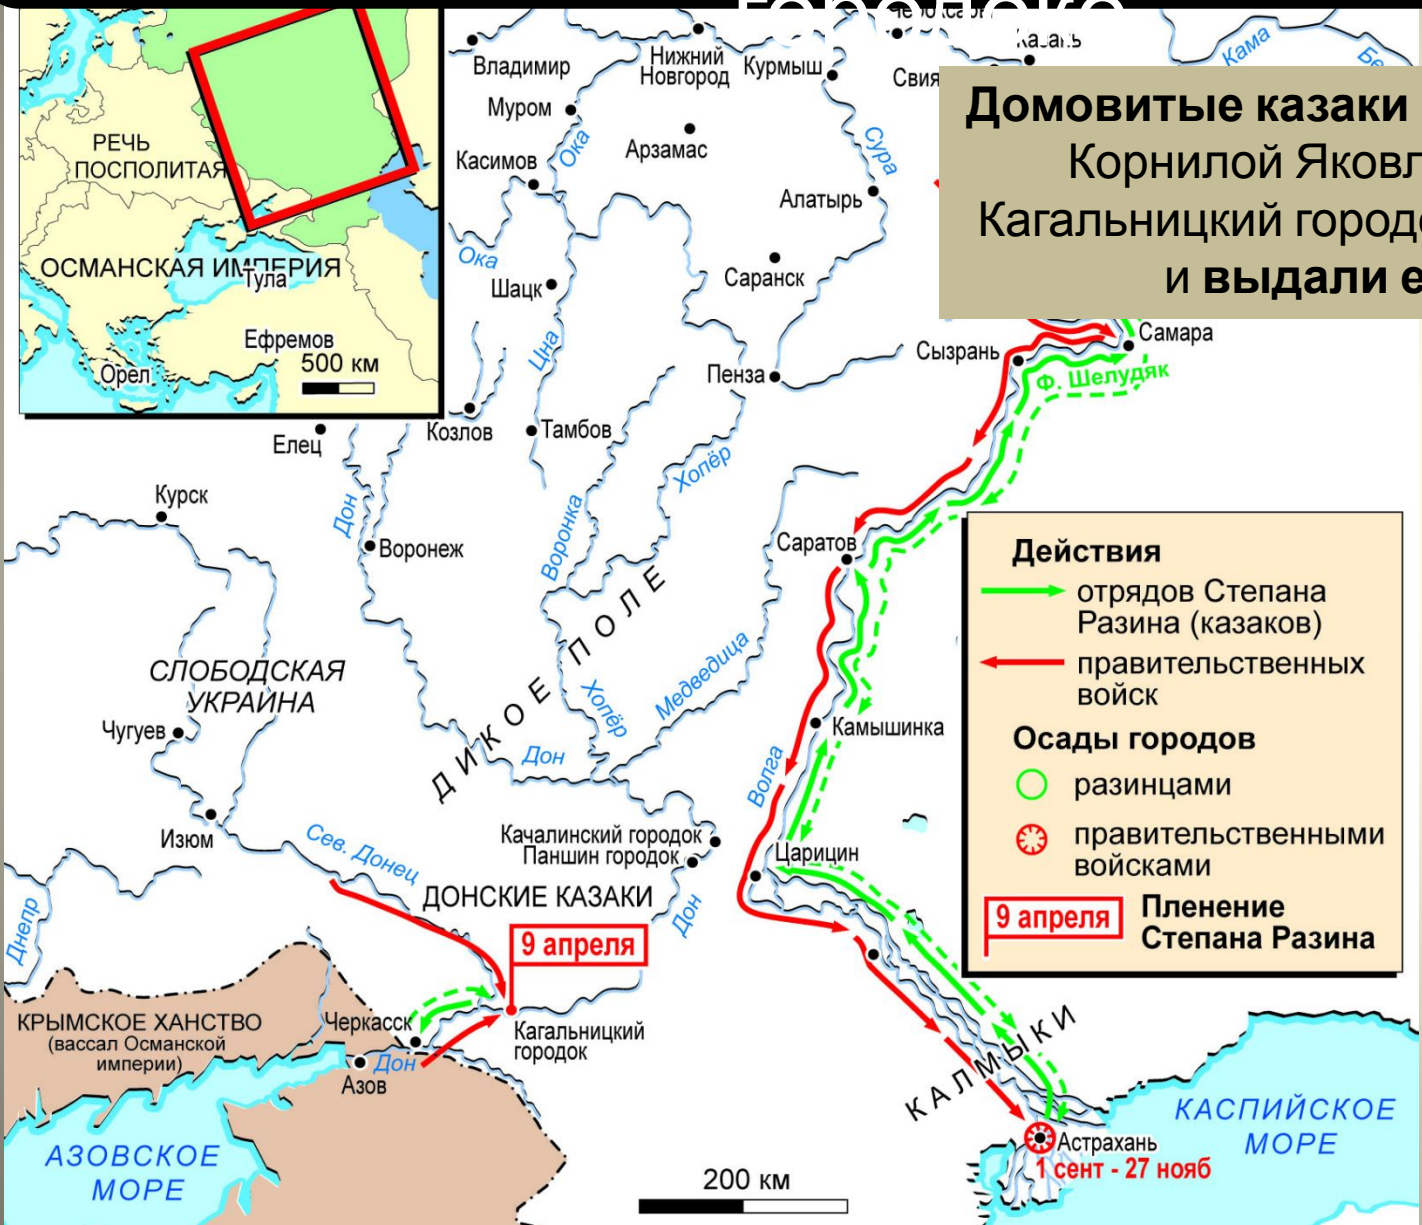 городке
Чебоксары
Казань
Кама
Нижний
Новгород
Владимир
Курмыш
Свия
Муром
Ока
Арзамас
Сура
Касимов
Алатырь
Домовитые казаки
Корнилой Яковл
Кагальницкий городо
и выдали е
РЕЧЬ
ПОСПОЛИТАЯ
ОСМАНСКАЯ ИМПЕРИЯ
Тула
Ефремов
500 км
Орел
Ока
Шацк
Саранск
Цна
Сызрань
Самара
Ф. Шелудяк
Пенза
Елец
Козлов
Тамбов
Хопёр
Курск
Дон
Воронеж
Воронка
Саратов
ДИКОЕ ПОЛЕ
СЛОБОДСКАЯ
УКРАИНА
Чугуев
Хопёр
Медведица
Камышинка
Дон
Волга
Изюм
Сев. Донец
Качалинский городок
Паншин городок
Царицин
ДОНСКИЕ КАЗАКИ
Дон
Днепр
9 апреля
КРЫМСКОЕ ХАНСТВО
(вассал Османской
империи)
Черкасск
Кагальницкий
городок
Дон
Азов
АЗОВСКОЕ
МОРЕ
КАЛМЫКИ
КАСПИЙСКОЕ
МОРЕ
Астрахань
1 сент - 27 нояб
200 км
Действия
отрядов Степана
Разина (казаков)
правительственных
войск
Осады городов
разинцами
правительственными
войсками
9 апреля
Пленение
Степана Разина